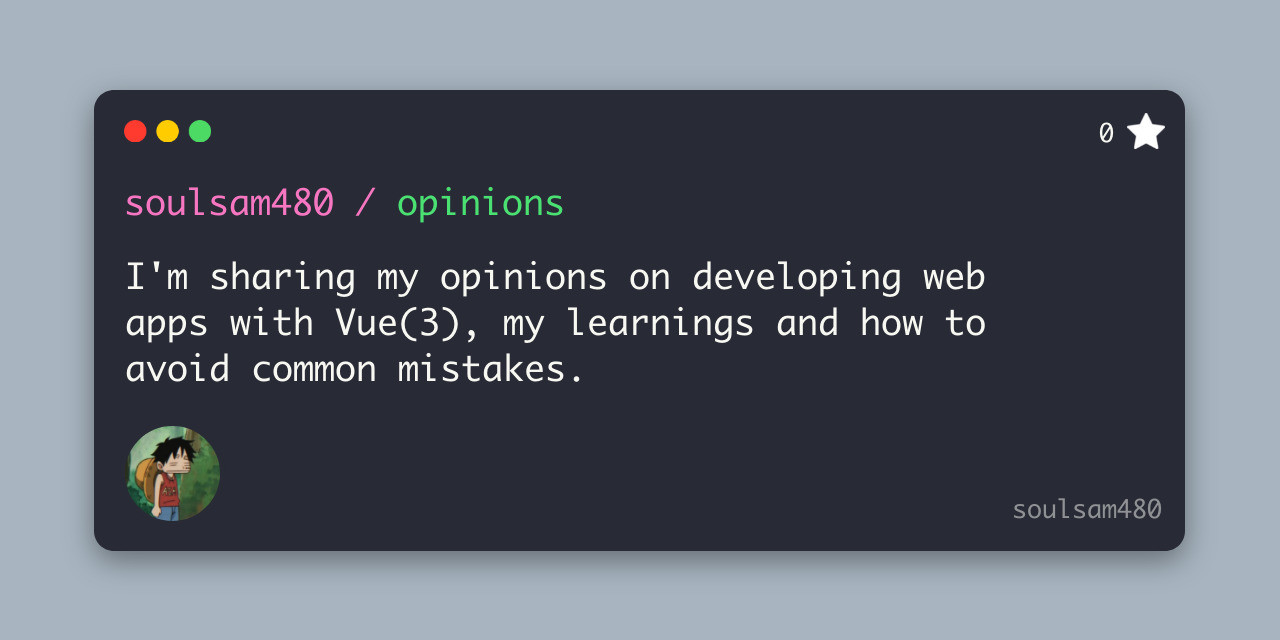 0
soulsam480 / opinions
I'm sharing my opinions on developing web
apps with Vue(3), my learnings and how to
avoid common mistakes.
soulsam480